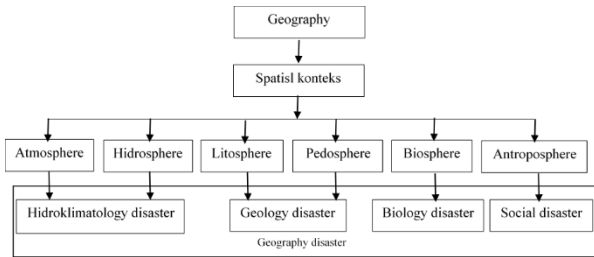 Geography
Spatisl konteks
Atmosphere Hidrosphere Litosphere Pedosphere Biosphere Antroposphere
Hidroklimatology disaster Geology disaster Biology disaster Social disaster
Geography disaster